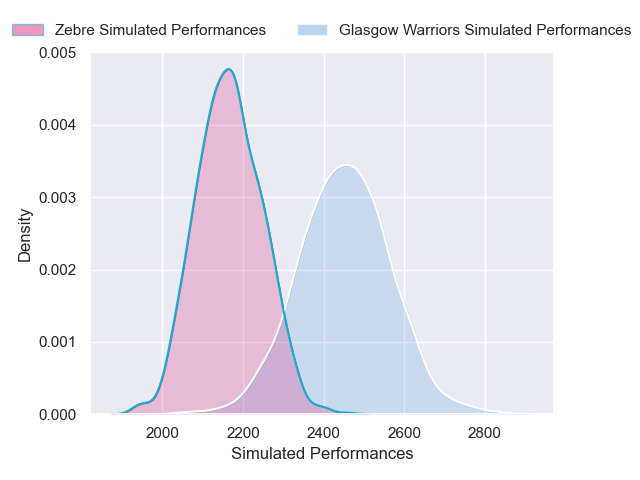 Zebre Simulated Performances
Glasgow Warriors Simulated Performances
0.005
0.004
0.003
0.002
0.001
0.000
Density
2000 2200 2400 2600 2800
Simulated Performances